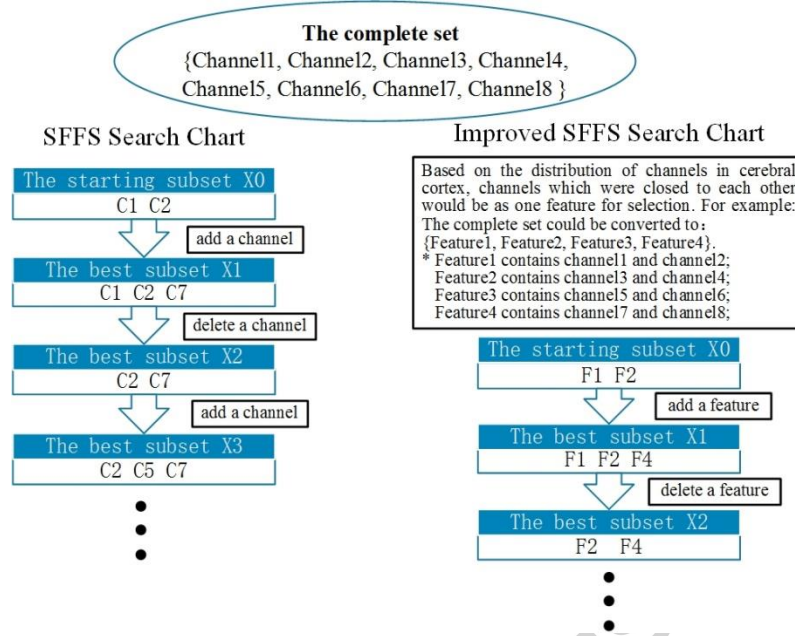 The complete set
{Channel1, Channel2, Channel3, Channel4,
Channel5, Channel6, Channel7, Channel8 }
SFFS Search Chart
The starting subset X0
C1 C2
add a channel
The best subset X1
C1 C2 C7
delete a channel
The best subset X2
C2 C7
add a channel
The best subset X3
C2 C5 C7
Improved SFFS Search Chart
Based on the distribution of channels in cerebral
cortex, channels which were closed to each other
would be as one feature for selection. For example:
The complete set could be converted to:
{Feature1, Feature2, Feature3, Feature4}.
* Feature1 contains channel1 and channel2;
Feature2 contains channel3 and channel4;
Feature3 contains channel5 and channel6;
Feature4 contains channel7 and channel8;
The starting subset X0
F1 F2
add a feature
The best subset X1
F1 F2 F4
delete a feature
The best subset X2
F2 F4